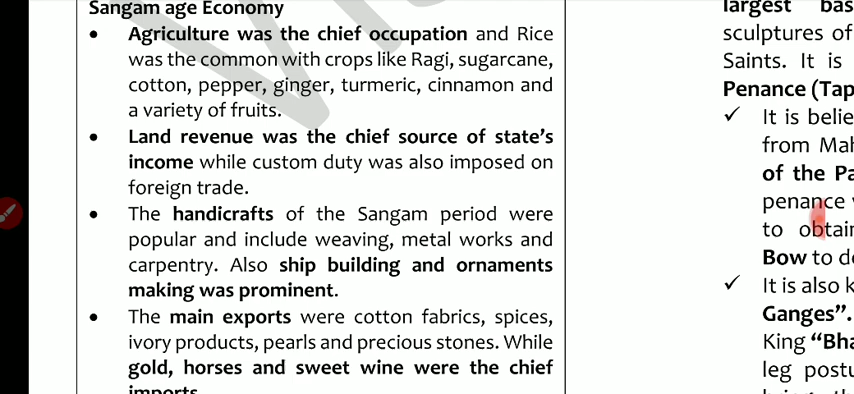 Sangam age Economy
• Agriculture was the chief occupation and Rice
was the common with crops like Ragi, sugarcane,
cotton, pepper, ginger, turmeric, cinnamon and
a variety of fruits.
• Land revenue was the chief source of state's
income while custom duty was also imposed on
foreign trade.
• The handicrafts of the Sangam period were
popular and include weaving, metal works and
carpentry. Also ship building and ornaments
making was prominent.
• The main exports were cotton fabrics, spices,
ivory products, pearls and precious stones. While
gold, horses and sweet wine were the chief
imports.
largest bas
sculptures of
Saints. It is
Penance (Tap
✓ It is belie
from Mah
of the Pa
penance
to obtain
Bow to de
✓ It is also k
Ganges".
King "Bha
leg postu